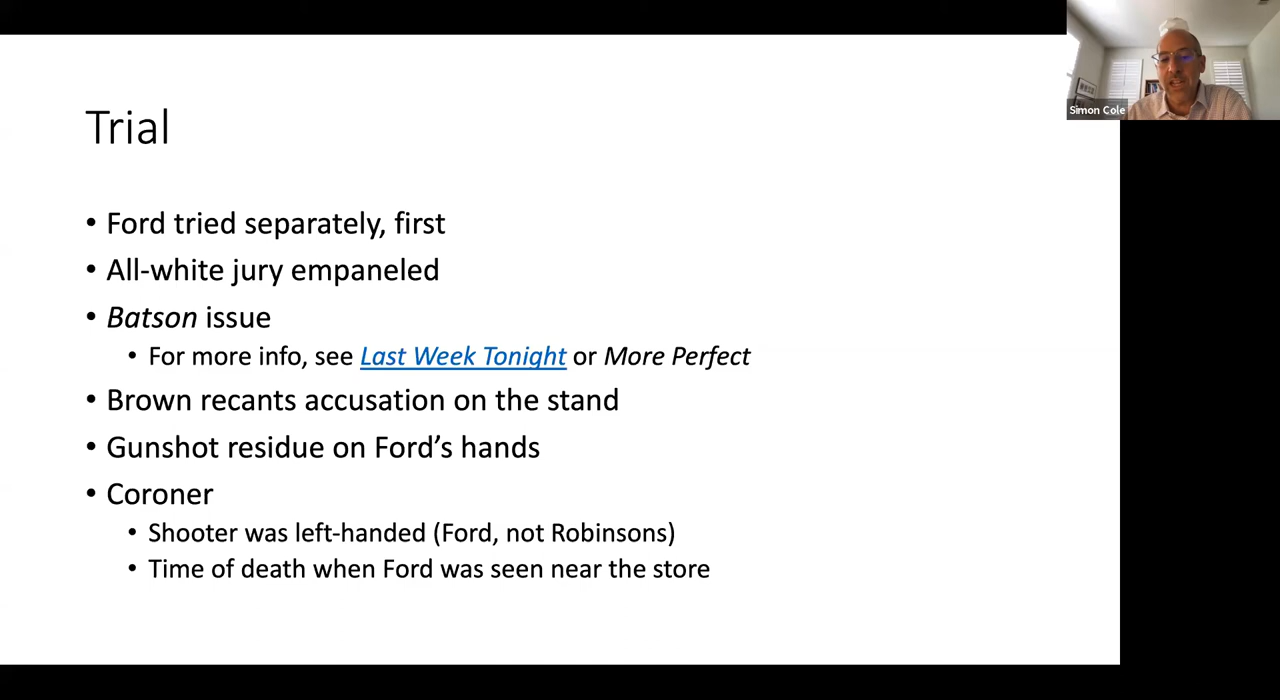 Simon Cole
Trial
• Ford tried separately, first
• All-white jury empaneled
• Batson issue
• For more info, see Last Week Tonight or More Perfect
• Brown recants accusation on the stand
• Gunshot residue on Ford’s hands
• Coroner
• Shooter was left-handed (Ford, not Robinsons)
• Time of death when Ford was seen near the store